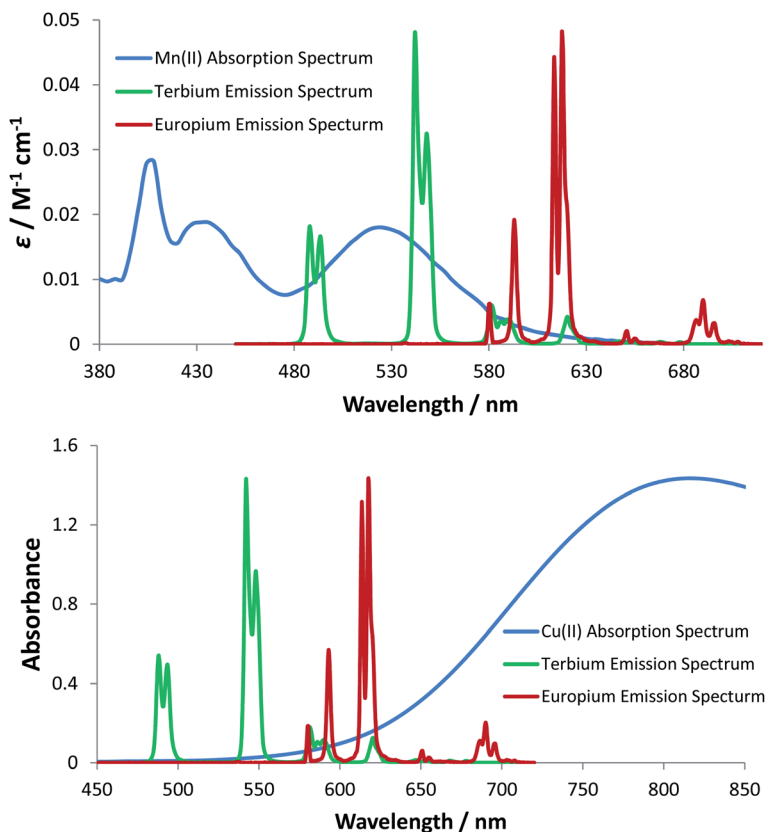 0.05
0.04
0.03
0.02
0.01
0
ε / M-1 cm-1
Mn(II) Absorption Spectrum
Terbium Emission Spectrum
Europium Emission Specturm
380 430 480 530 580 630 680
Wavelength / nm
1.6
1.2
0.8
0.4
0
Absorbance
Cu(II) Absorption Spectrum
Terbium Emission Spectrum
Europium Emission Specturm
450 500 550 600 650 700 750 800 850
Wavelength / nm